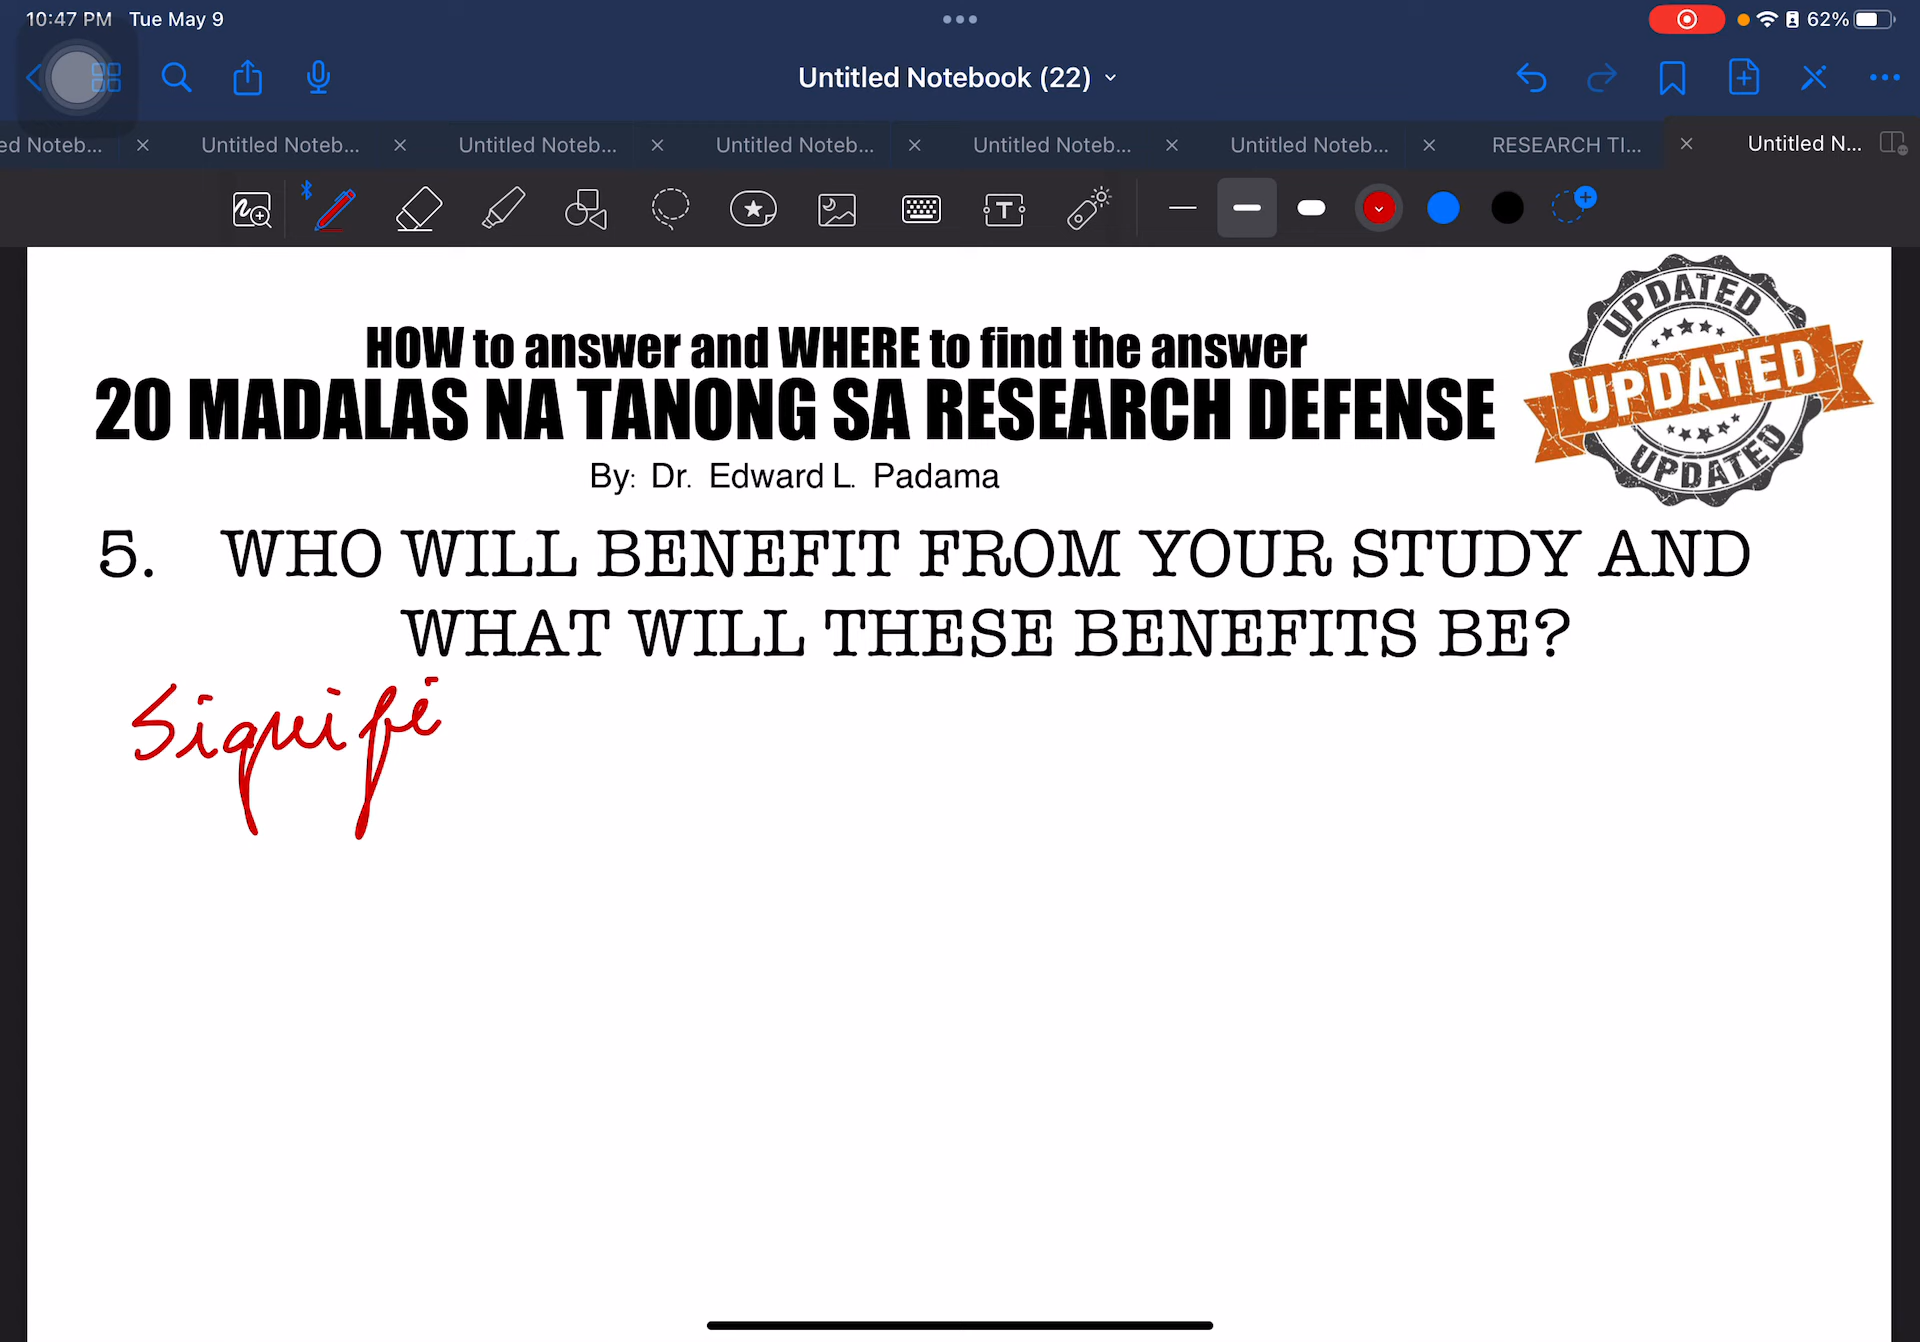 10:47 PM Tue May 9
62%
Untitled Notebook (22)
ed Noteb...
Untitled Noteb...
Untitled Noteb...
Untitled Noteb...
Untitled Noteb...
Untitled Noteb...
RESEARCH TI...
Untitled N...
HOW to answer and WHERE to find the answer
20 MADALAS NA TANONG SA RESEARCH DEFENSE
By: Dr. Edward L. Padama
UPDATED
UPDATED
UPDATED
5. WHO WILL BENEFIT FROM YOUR STUDY AND
WHAT WILL THESE BENEFITS BE?
Signifi